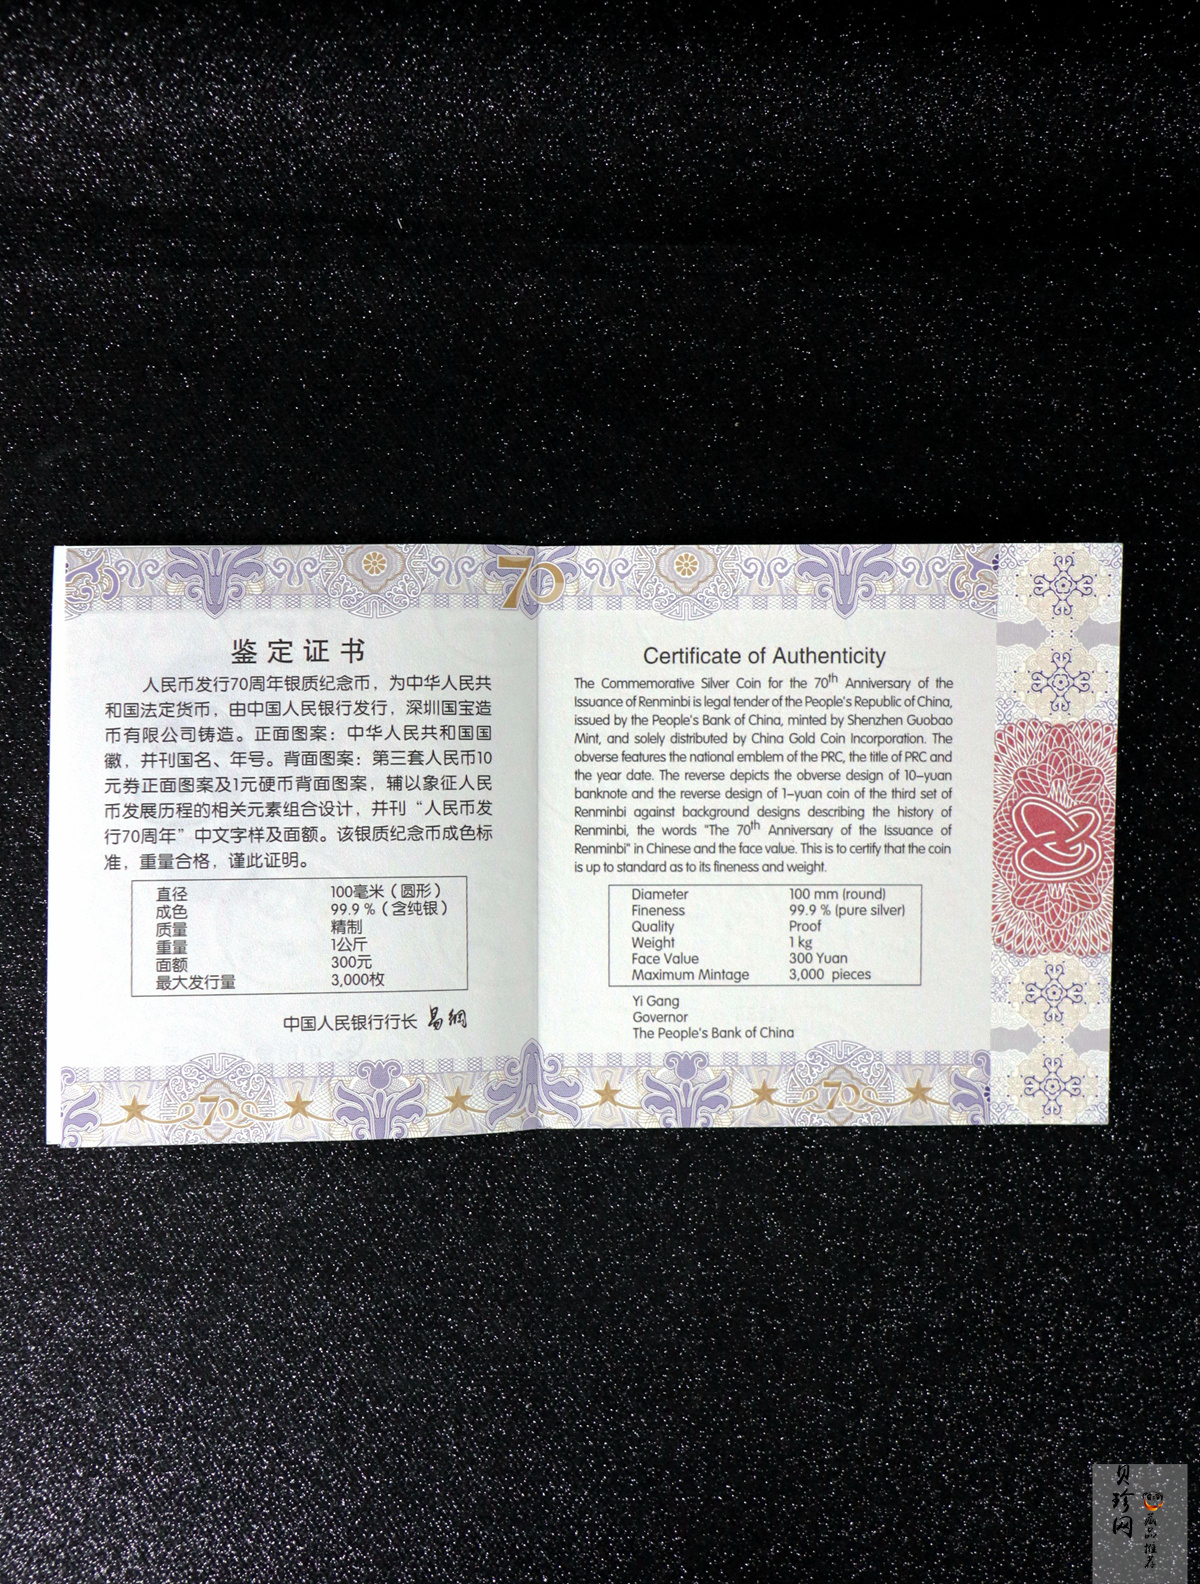 70
鉴定证书
人民币发行70周年银质纪念币，为中华人民共
和国法定货币，由中国人民银行发行，深圳国宝造
币有限公司铸造。正面图案：中华人民共和国国
徽，并刊国名、年号。背面图案：第三套人民币10
元券正面图案及1元硬币背面图案，辅以象征人民
币发展历程的相关元素组合设计，并刊“人民币发
行70周年”中文字样及面额。该银质纪念币成色标
准，重量合格，谨此证明。
直径 100毫米（圆形）
成色 99.9％（含纯银）
质量 精制
重量 1公斤
面额 300元
最大发行量 3,000枚
中国人民银行行长 易纲
70
Certificate of Authenticity
The Commemorative Silver Coin for the 70th Anniversary of the
Issuance of Renminbi is legal tender of the People's Republic of China,
issued by the People's Bank of China, minted by Shenzhen Guobao
Mint, and solely distributed by China Gold Coin Incorporation. The
obverse features the national emblem of the PRC, the title of PRC and
the year date. The reverse depicts the obverse design of 10-yuan
banknote and the reverse design of 1-yuan coin of the third set of
Renminbi against background designs describing the history of
Renminbi, the words "The 70th Anniversary of the Issuance of
Renminbi" in Chinese and the face value. This is to certify that the coin
is up to standard as to its fineness and weight.
Diameter 100 mm (round)
Fineness 99.9 % (pure silver)
Quality Proof
Weight 1 kg
Face Value 300 Yuan
Maximum Mintage 3,000 pieces
Yi Gang
Governor
The People's Bank of China
70
贝珍网
藏品推荐